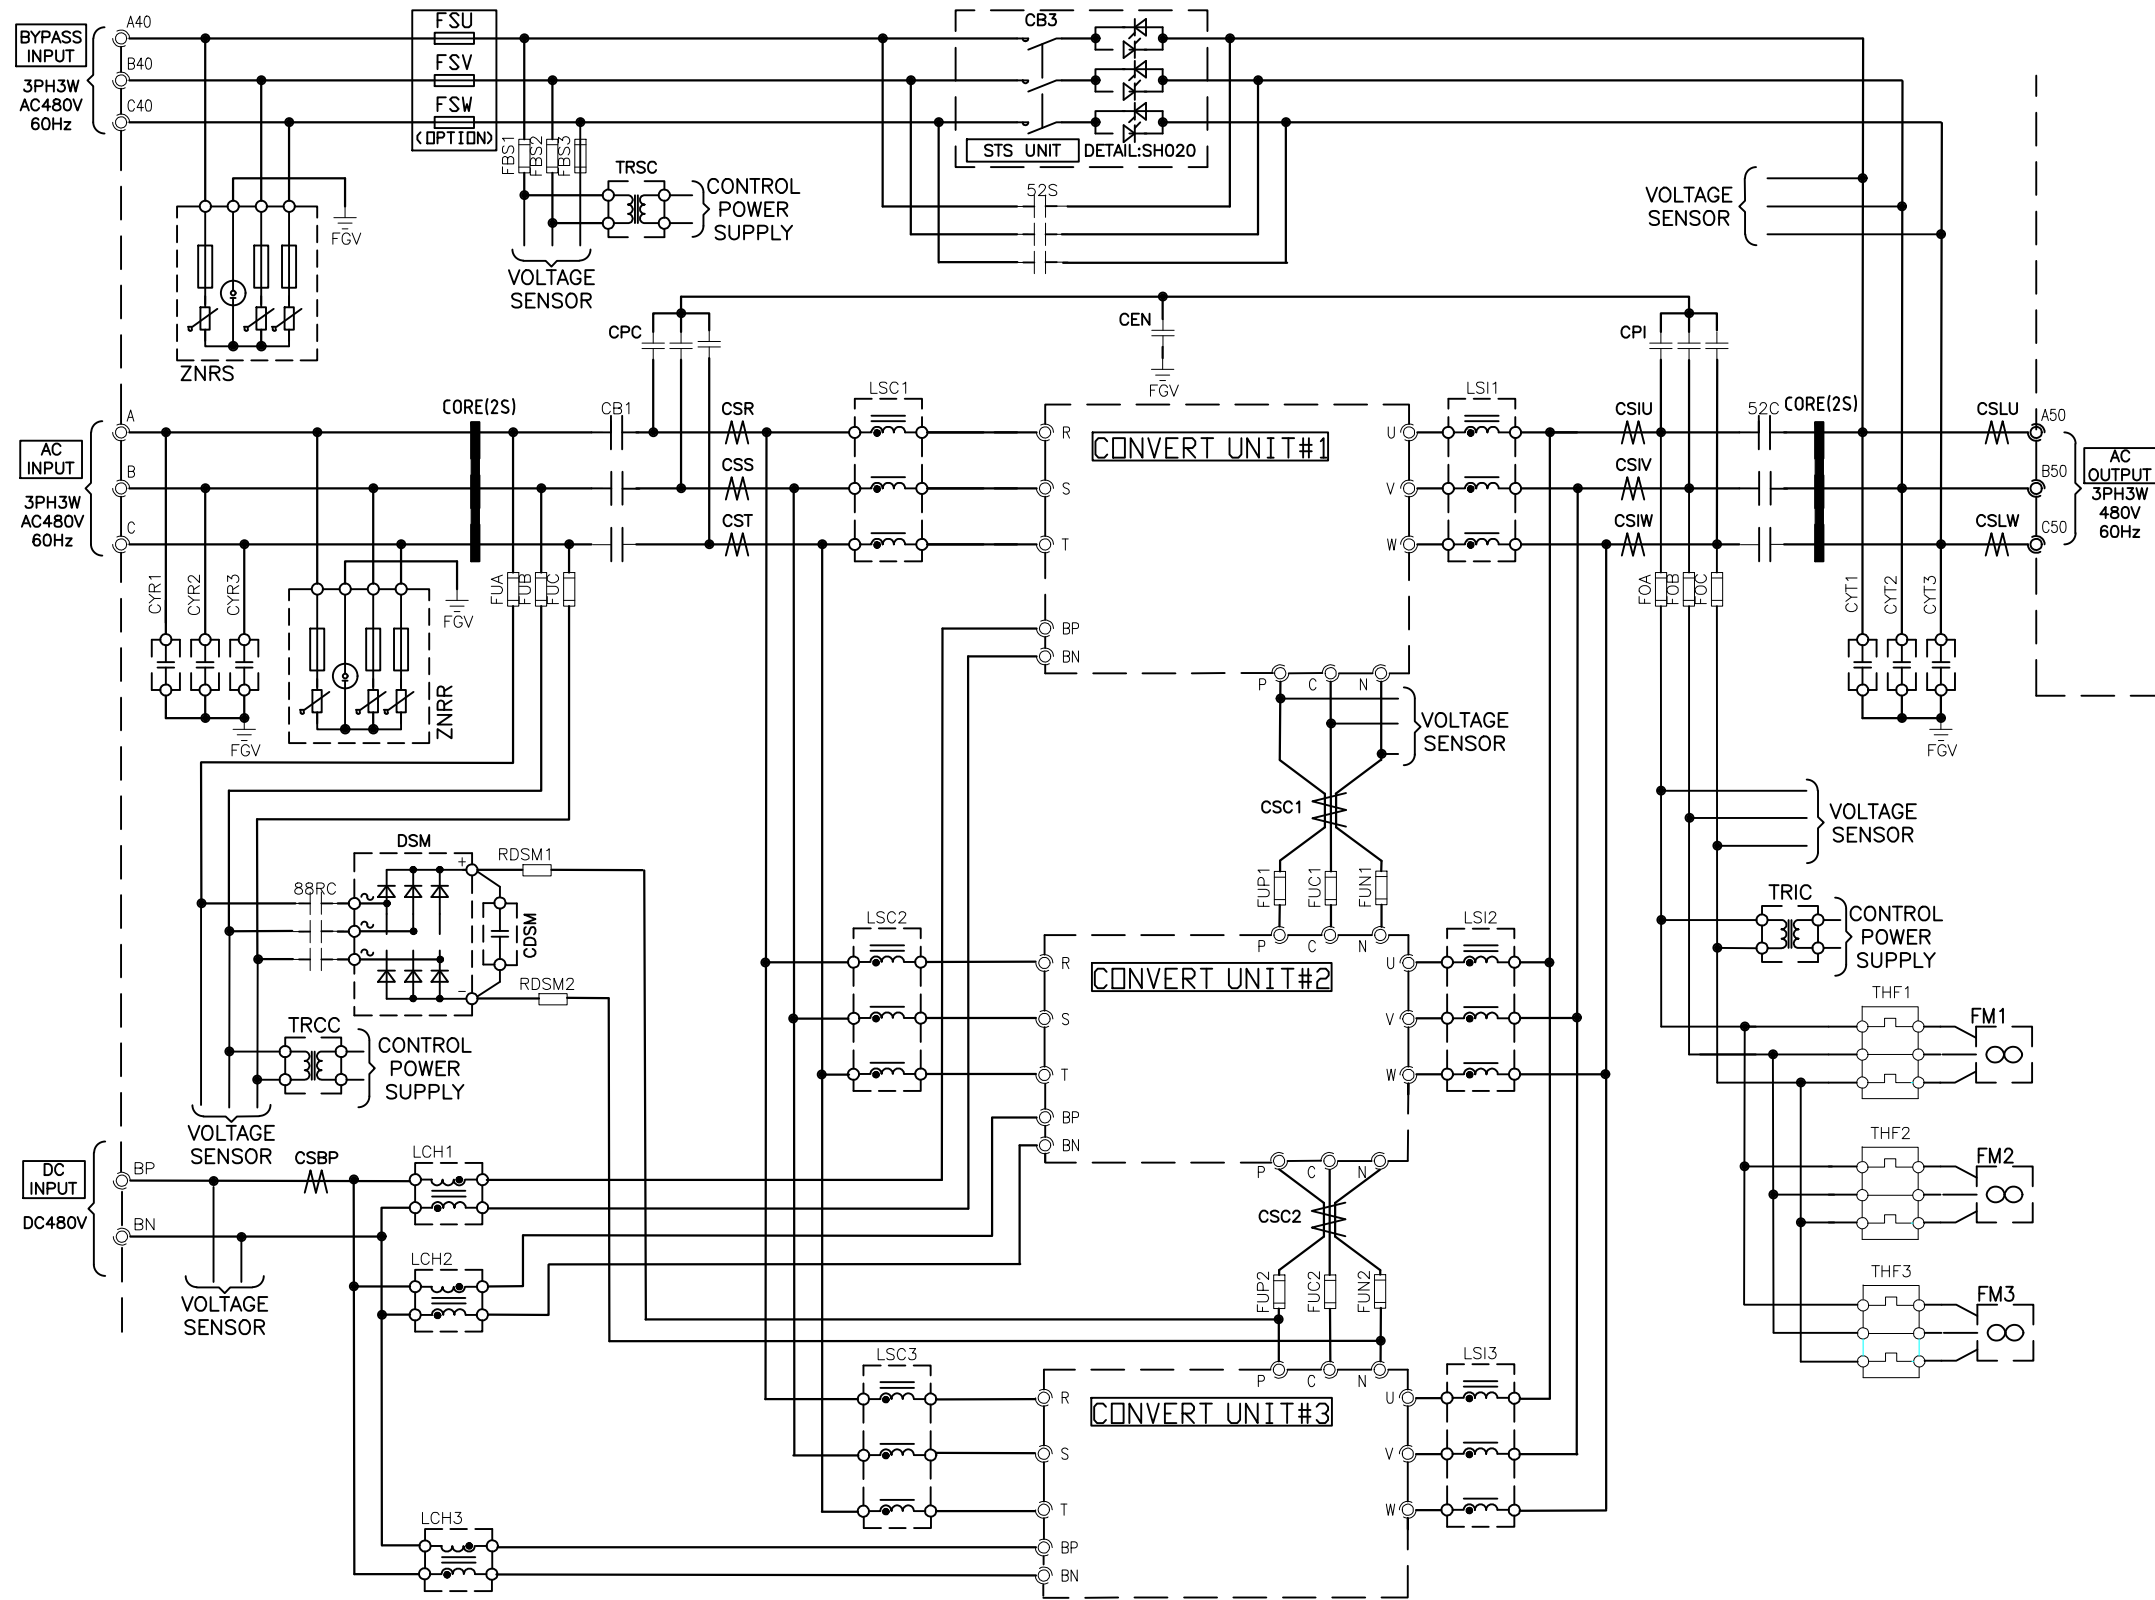 A40
BYPASS
INPUT
B40
3PH3W
AC480V
60Hz
C40
FSU
FSV
FSW
(OPTION)
FBS1
FBS2
FBS3
TRSC
CONTROL
POWER
SUPPLY
VOLTAGE
SENSOR
CB3
STS UNIT
DETAIL:SH020
52S
VOLTAGE
SENSOR
FGV
ZNRS
CPC
CEN
FGV
CPI
A
AC
INPUT
B
3PH3W
AC480V
60Hz
C
CORE(2S)
CB1
CSR
CSS
CST
LSC1
CONVERT UNIT#1
R
S
T
BP
BN
U
V
W
P
C
N
LSI1
CSIU
CSIV
CSIW
52C
CORE(2S)
CSLU
CSLW
A50
B50
C50
AC
OUTPUT
3PH3W
480V
60Hz
CYR1
CYR2
CYR3
FGV
FGV
ZNRR
FUA
FUB
FUC
FOA
FOB
FOC
CYT1
CYT2
CYT3
FGV
VOLTAGE
SENSOR
CSC1
FUP1
FUC1
FUN1
VOLTAGE
SENSOR
DSM
+
-
88RC
RDSM1
CDSM
RDSM2
TRCC
CONTROL
POWER
SUPPLY
VOLTAGE
SENSOR
LSC2
CONVERT UNIT#2
P
C
N
R
S
T
BP
BN
U
V
W
P
C
N
LSI2
TRIC
CONTROL
POWER
SUPPLY
THF1
FM1
THF2
FM2
THF3
FM3
DC
INPUT
DC480V
BP
BN
CSBP
VOLTAGE
SENSOR
LCH1
LCH2
LCH3
CSC2
FUP2
FUC2
FUN2
LSC3
CONVERT UNIT#3
P
C
N
R
S
T
BP
BN
U
V
W
LSI3